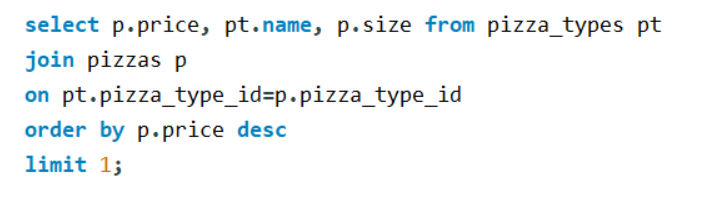 select p.price, pt.name, p.size from pizza_types pt
join pizzas p
on pt.pizza_type_id=p.pizza_type_id
order by p.price desc
limit 1;